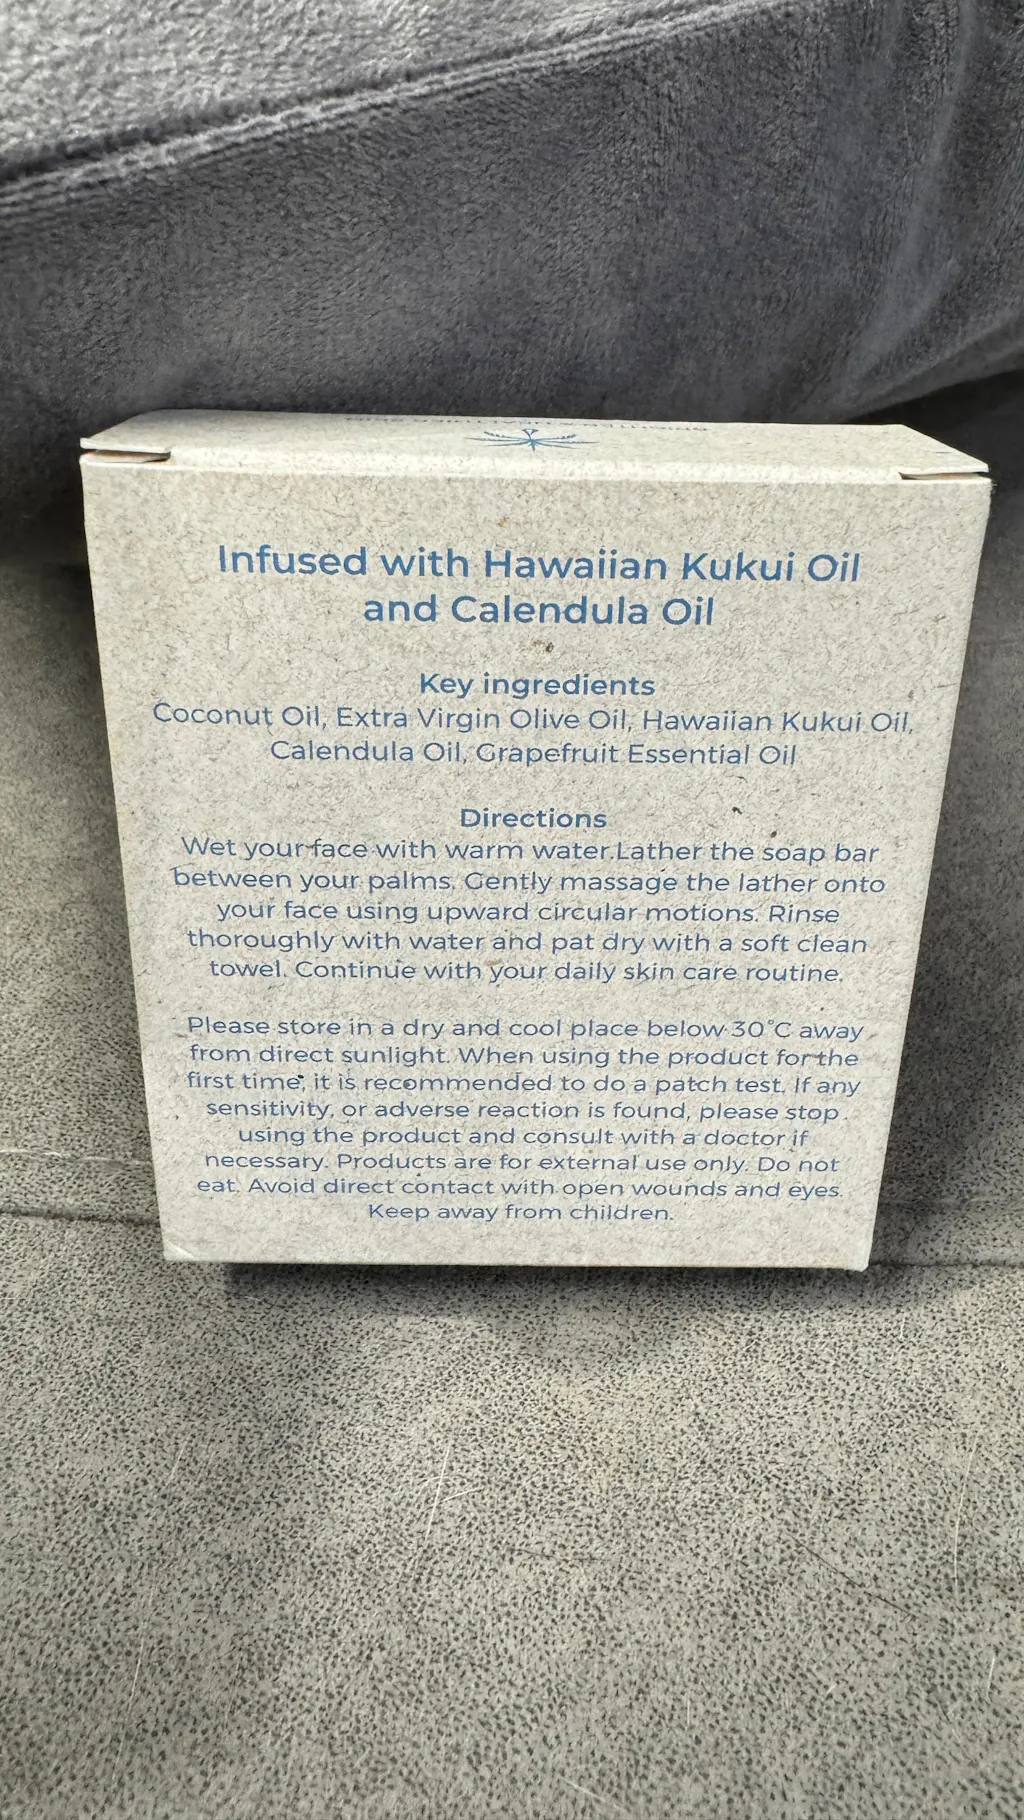 Infused with Hawaiian Kukui Oil
and Calendula Oil
Key ingredients
Coconut Oil, Extra Virgin Olive Oil, Hawaiian Kukui Oil,
Calendula Oil, Grapefruit Essential Oil
Directions
Wet your face with warm water.Lather the soap bar
between your palms. Gently massage the lather onto
your face using upward circular motions. Rinse
thoroughly with water and pat dry with a soft clean
towel. Continue with your daily skin care routine.
Please store in a dry and cool place below 30°C away
from direct sunlight. When using the product for the
first time, it is recommended to do a patch test. If any
sensitivity, or adverse reaction is found, please stop
using the product and consult with a doctor if
necessary. Products are for external use only. Do not
eat. Avoid direct contact with open wounds and eyes.
Keep away from children.